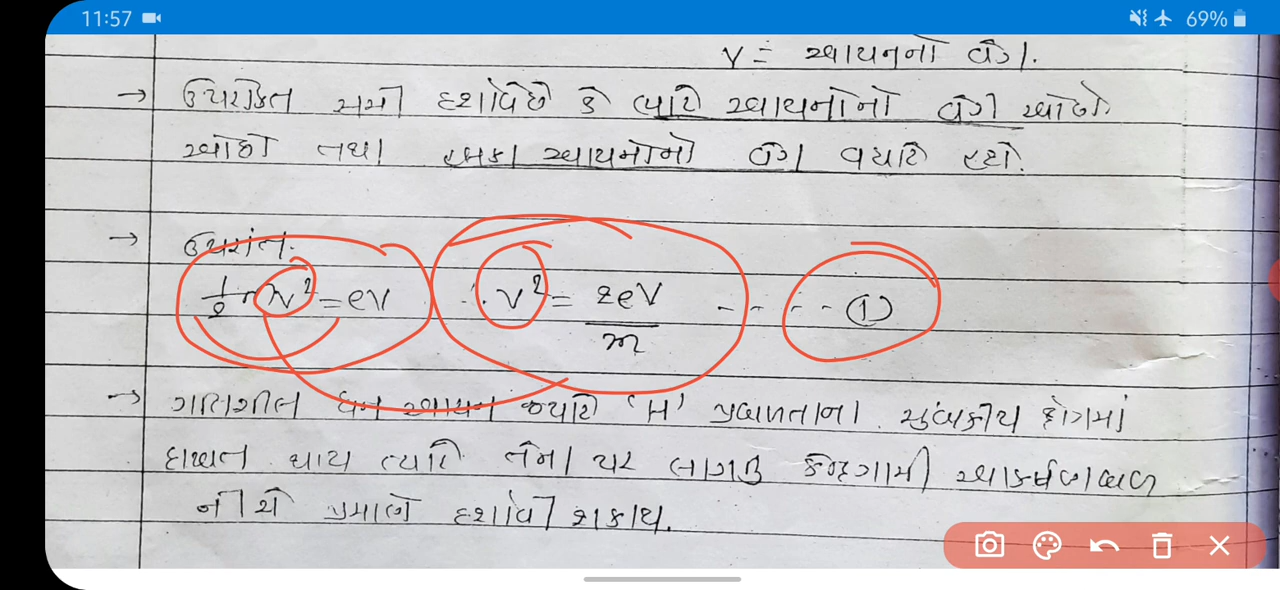 11:57 69%
V = આયનનો વેગ.
→ ઉપરોક્ત સમી દર્શાવે છે કે ભારે આયનોનો વેગ ઓછો
ઓછો તથા હલકા આયનોનો વેગ વધારે હશે.
→ ઉપરાંત.
½ m v² = eV ∴ v² = 2eV / m - - - - - ①
→ ગતિશીલ ધન આયન જ્યારે 'H' પ્રબળતાના ચુંબકીય ક્ષેત્રમાં
દાખલ થાય ત્યારે તેના પર લાગતુ કેન્દ્રગામી આકર્ષણબળ
નીચે પ્રમાણે દર્શાવી શકાય.